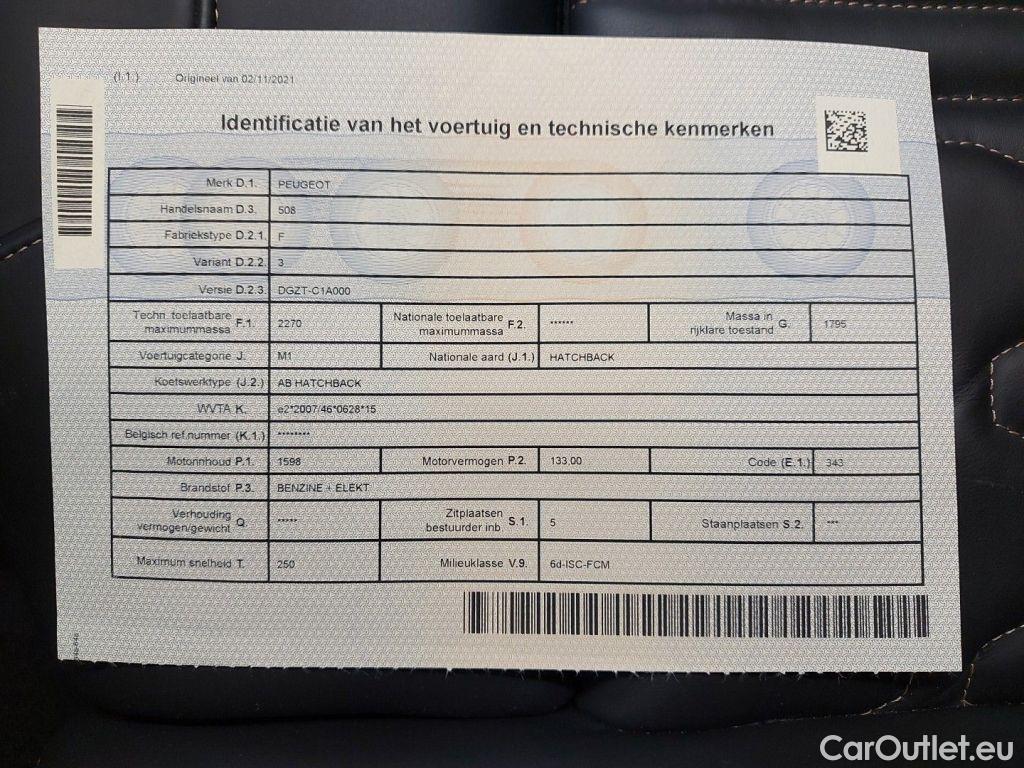 (I.1.) Origineel van 02/11/2021
Identificatie van het voertuig en technische kenmerken
Merk D.1. PEUGEOT
Handelsnaam D.3. 508
Fabriekstype D.2.1. F
Variant D.2.2. 3
Versie D.2.3. DGZT-C1A000
Techn. toelaatbare maximummassa F.1. 2270 Nationale toelaatbare maximummassa F.2. ****** Massa in rijklare toestand G. 1795
Voertuigcategorie J. M1 Nationale aard (J.1.) HATCHBACK
Koetswerktype (J.2.) AB HATCHBACK
WVTA K. e2*2007/46*0628*15
Belgisch ref.nummer (K.1.) ********
Motorinhoud P.1. 1598 Motorvermogen P.2. 133,00 Code (E.1.) 343
Brandstof P.3. BENZINE + ELEKT
Verhouding vermogen/gewicht Q. ***** Zitplaatsen bestuurder inb. S.1. 5 Staanplaatsen S.2. ***
Maximum snelheid T. 250 Milieuklasse V.9. 6d-ISC-FCM
CarOutlet.eu